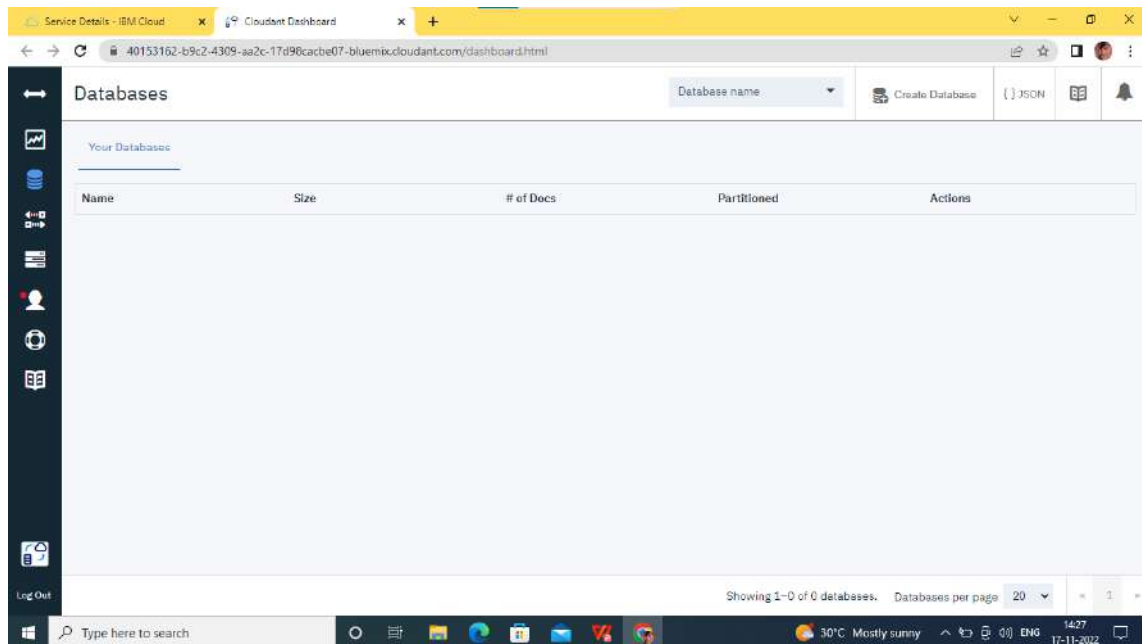 Service Details - IBM Cloud
Cloudant Dashboard
40153162-b9c2-4309-aa2c-17d98cacbe07-bluemix.cloudant.com/dashboard.html
Databases
Database name
Create Database
{ } JSON
Your Databases
Name Size # of Docs Partitioned Actions
Showing 1–0 of 0 databases. Databases per page 20 « 1 »
Log Out
Type here to search
30°C Mostly sunny
ENG
14:27
17-11-2022